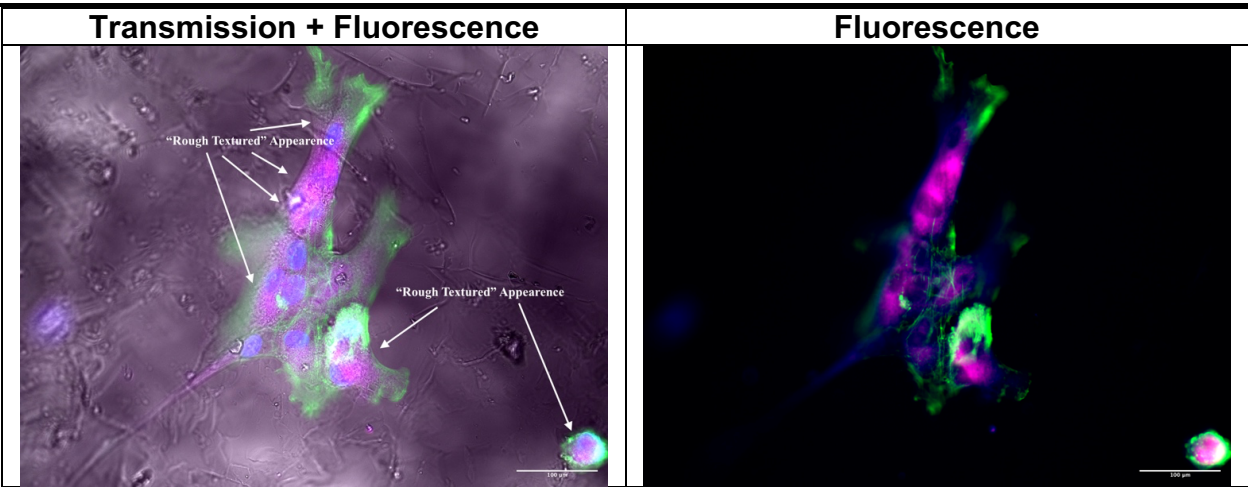 Transmission + Fluorescence
Fluorescence
“Rough Textured” Appearence
“Rough Textured” Appearence
100 µm
100 µm